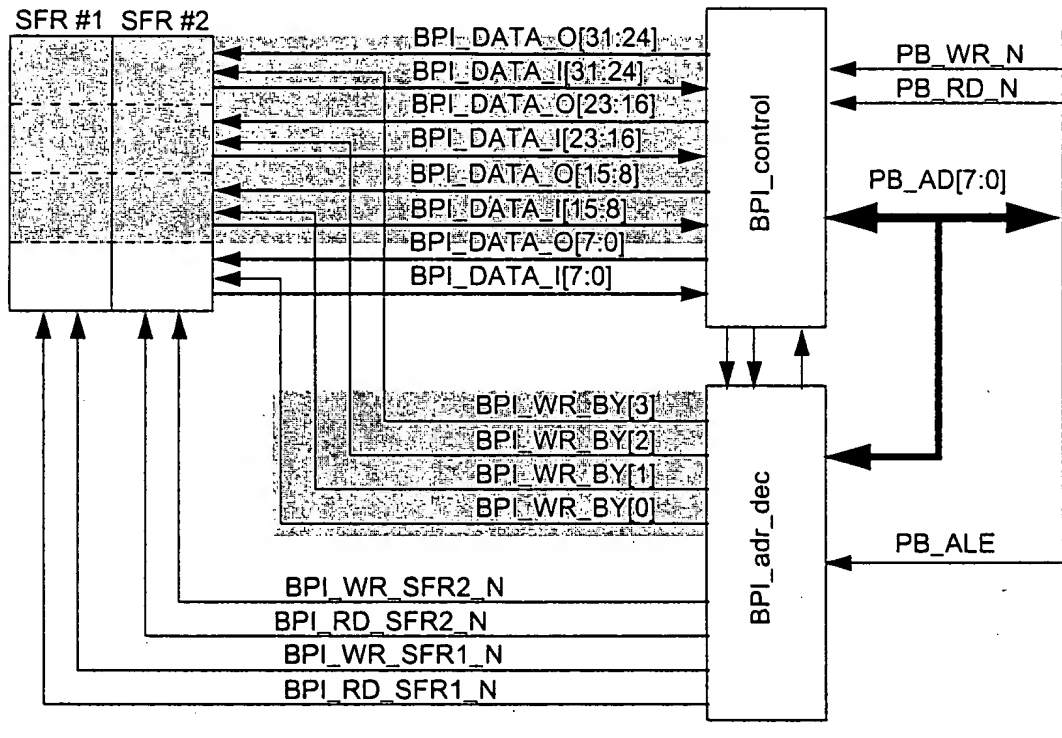 SFR #1 SFR #2
BPI_DATA_O[31:24]
BPI_DATA_I[31:24]
BPI_DATA_O[23:16]
BPI_DATA_I[23:16]
BPI_DATA_O[15:8]
BPI_DATA_I[15:8]
BPI_DATA_O[7:0]
BPI_DATA_I[7:0]
BPI_control
PB_WR_N
PB_RD_N
PB_AD[7:0]
BPI_WR_BY[3]
BPI_WR_BY[2]
BPI_WR_BY[1]
BPI_WR_BY[0]
BPI_adr_dec
PB_ALE
BPI_WR_SFR2_N
BPI_RD_SFR2_N
BPI_WR_SFR1_N
BPI_RD_SFR1_N